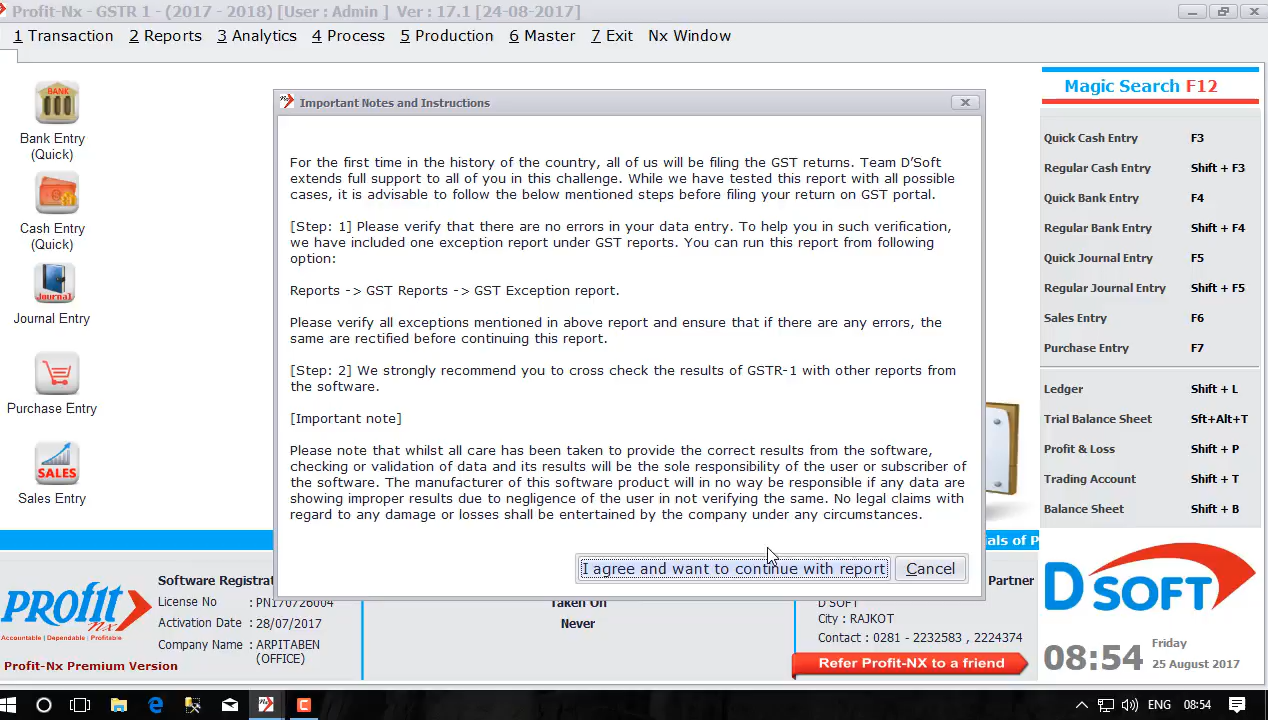 Profit-Nx - GSTR 1 - (2017 - 2018) [User : Admin ] Ver : 17.1 [24-08-2017]
1 Transaction 2 Reports 3 Analytics 4 Process 5 Production 6 Master 7 Exit Nx Window
BANK
Bank Entry
(Quick)
Cash Entry
(Quick)
Journal
Journal Entry
Purchase Entry
SALES
Sales Entry
Important Notes and Instructions
For the first time in the history of the country, all of us will be filing the GST returns. Team D'Soft
extends full support to all of you in this challenge. While we have tested this report with all possible
cases, it is advisable to follow the below mentioned steps before filing your return on GST portal.
[Step: 1] Please verify that there are no errors in your data entry. To help you in such verification,
we have included one exception report under GST reports. You can run this report from following
option:
Reports -> GST Reports -> GST Exception report.
Please verify all exceptions mentioned in above report and ensure that if there are any errors, the
same are rectified before continuing this report.
[Step: 2] We strongly recommend you to cross check the results of GSTR-1 with other reports from
the software.
[Important note]
Please note that whilst all care has been taken to provide the correct results from the software,
checking or validation of data and its results will be the sole responsibility of the user or subscriber of
the software. The manufacturer of this software product will in no way be responsible if any data are
showing improper results due to negligence of the user in not verifying the same. No legal claims with
regard to any damage or losses shall be entertained by the company under any circumstances.
I agree and want to continue with report Cancel
Magic Search F12
Quick Cash Entry F3
Regular Cash Entry Shift + F3
Quick Bank Entry F4
Regular Bank Entry Shift + F4
Quick Journal Entry F5
Regular Journal Entry Shift + F5
Sales Entry F6
Purchase Entry F7
Ledger Shift + L
Trial Balance Sheet Sft+Alt+T
Profit & Loss Shift + P
Trading Account Shift + T
Balance Sheet Shift + B
als of P
Profit Nx
Accountable | Dependable | Profitable
Profit-Nx Premium Version
Software Registrat
License No : PN170726004
Activation Date : 28/07/2017
Company Name : ARPITABEN
(OFFICE)
Taken On
Never
Partner
D SOFT
City : RAJKOT
Contact : 0281 - 2232583 , 2224374
Refer Profit-NX to a friend
D SOFT
08:54 Friday
25 August 2017
ENG 08:54